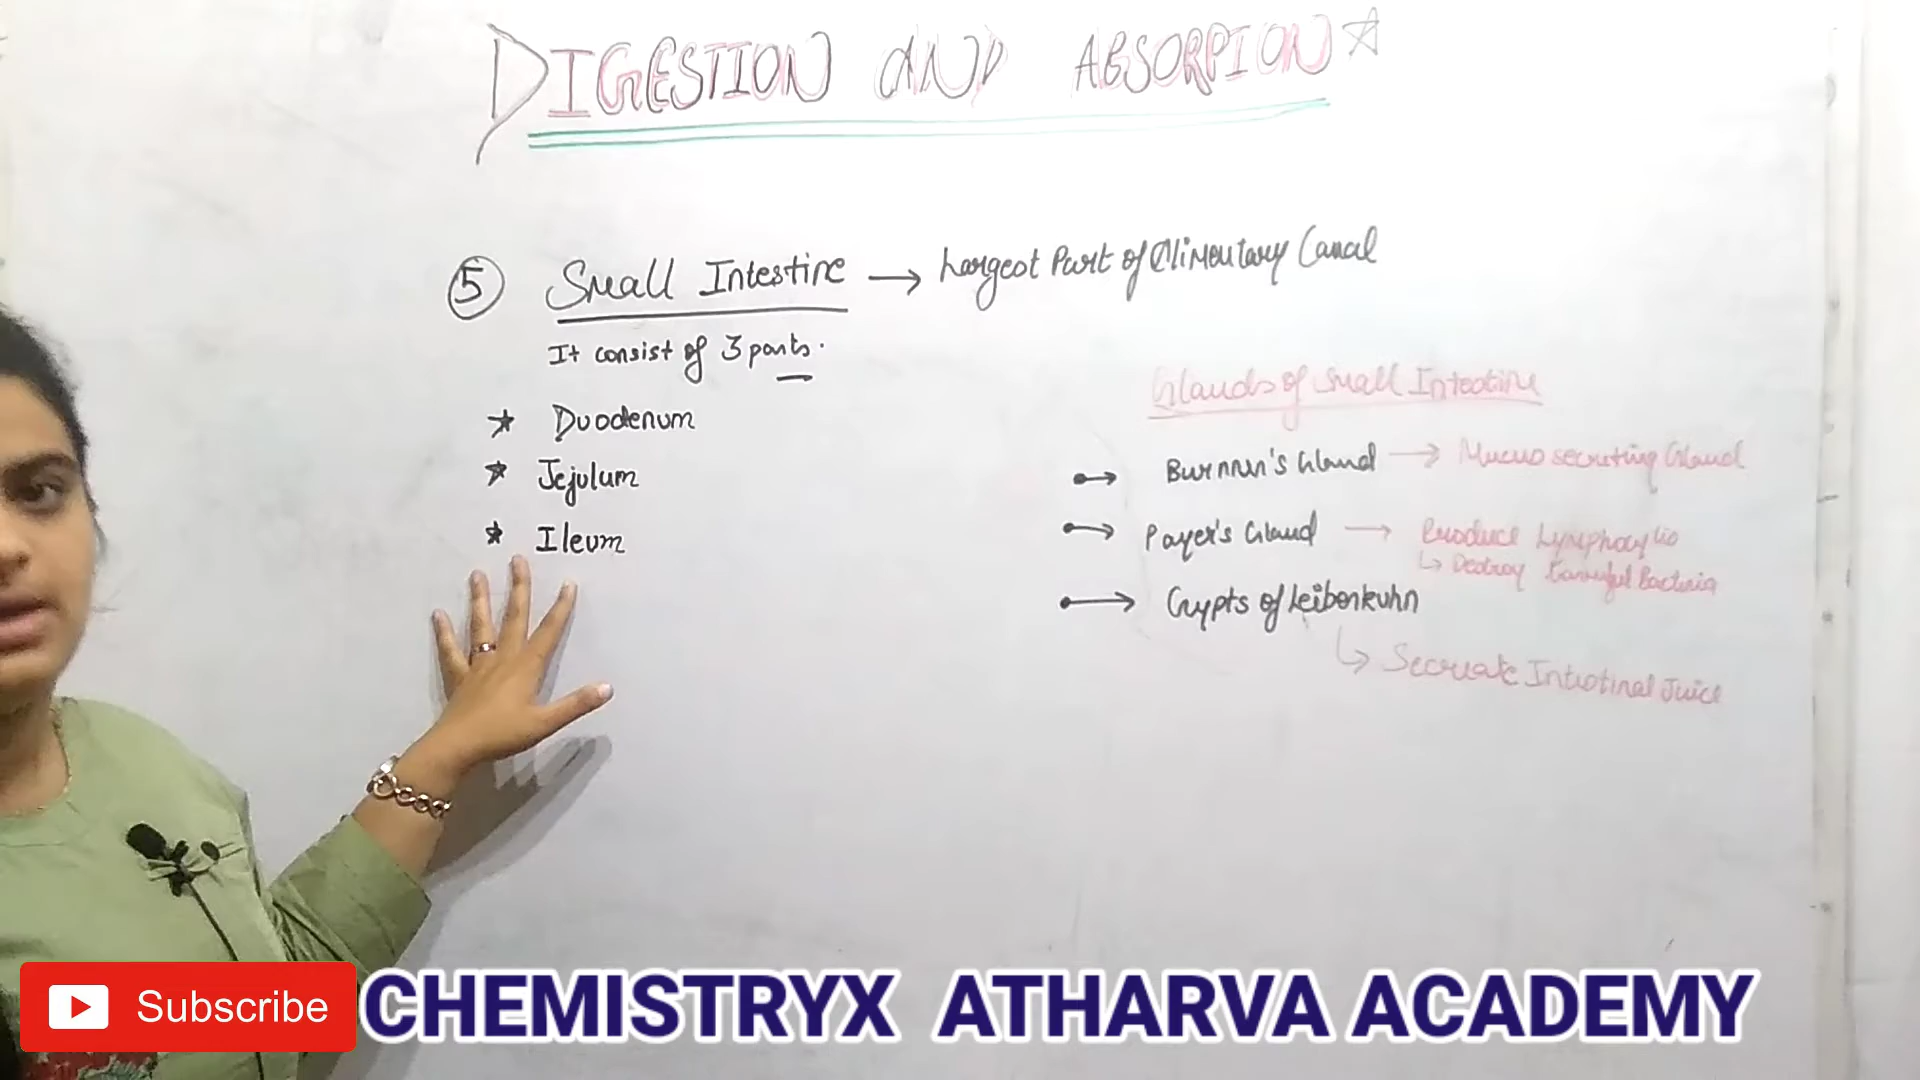 DIGESTION AND ABSORPION
5 Small Intestine → Largest Part of Alimentary Canal
It consist of 3 parts.
Duodenum
Jejulum
Ileum
Glands of Small Intestine
Burnnur's Gland → Mucus secreting Gland
Payer's Gland → Produce Lymphocytes
↳ Destroy harmful Bacteria
Crypts of Leibenkuhn
↳ Secreate Intestinal Juice
Subscribe
CHEMISTRYX ATHARVA ACADEMY